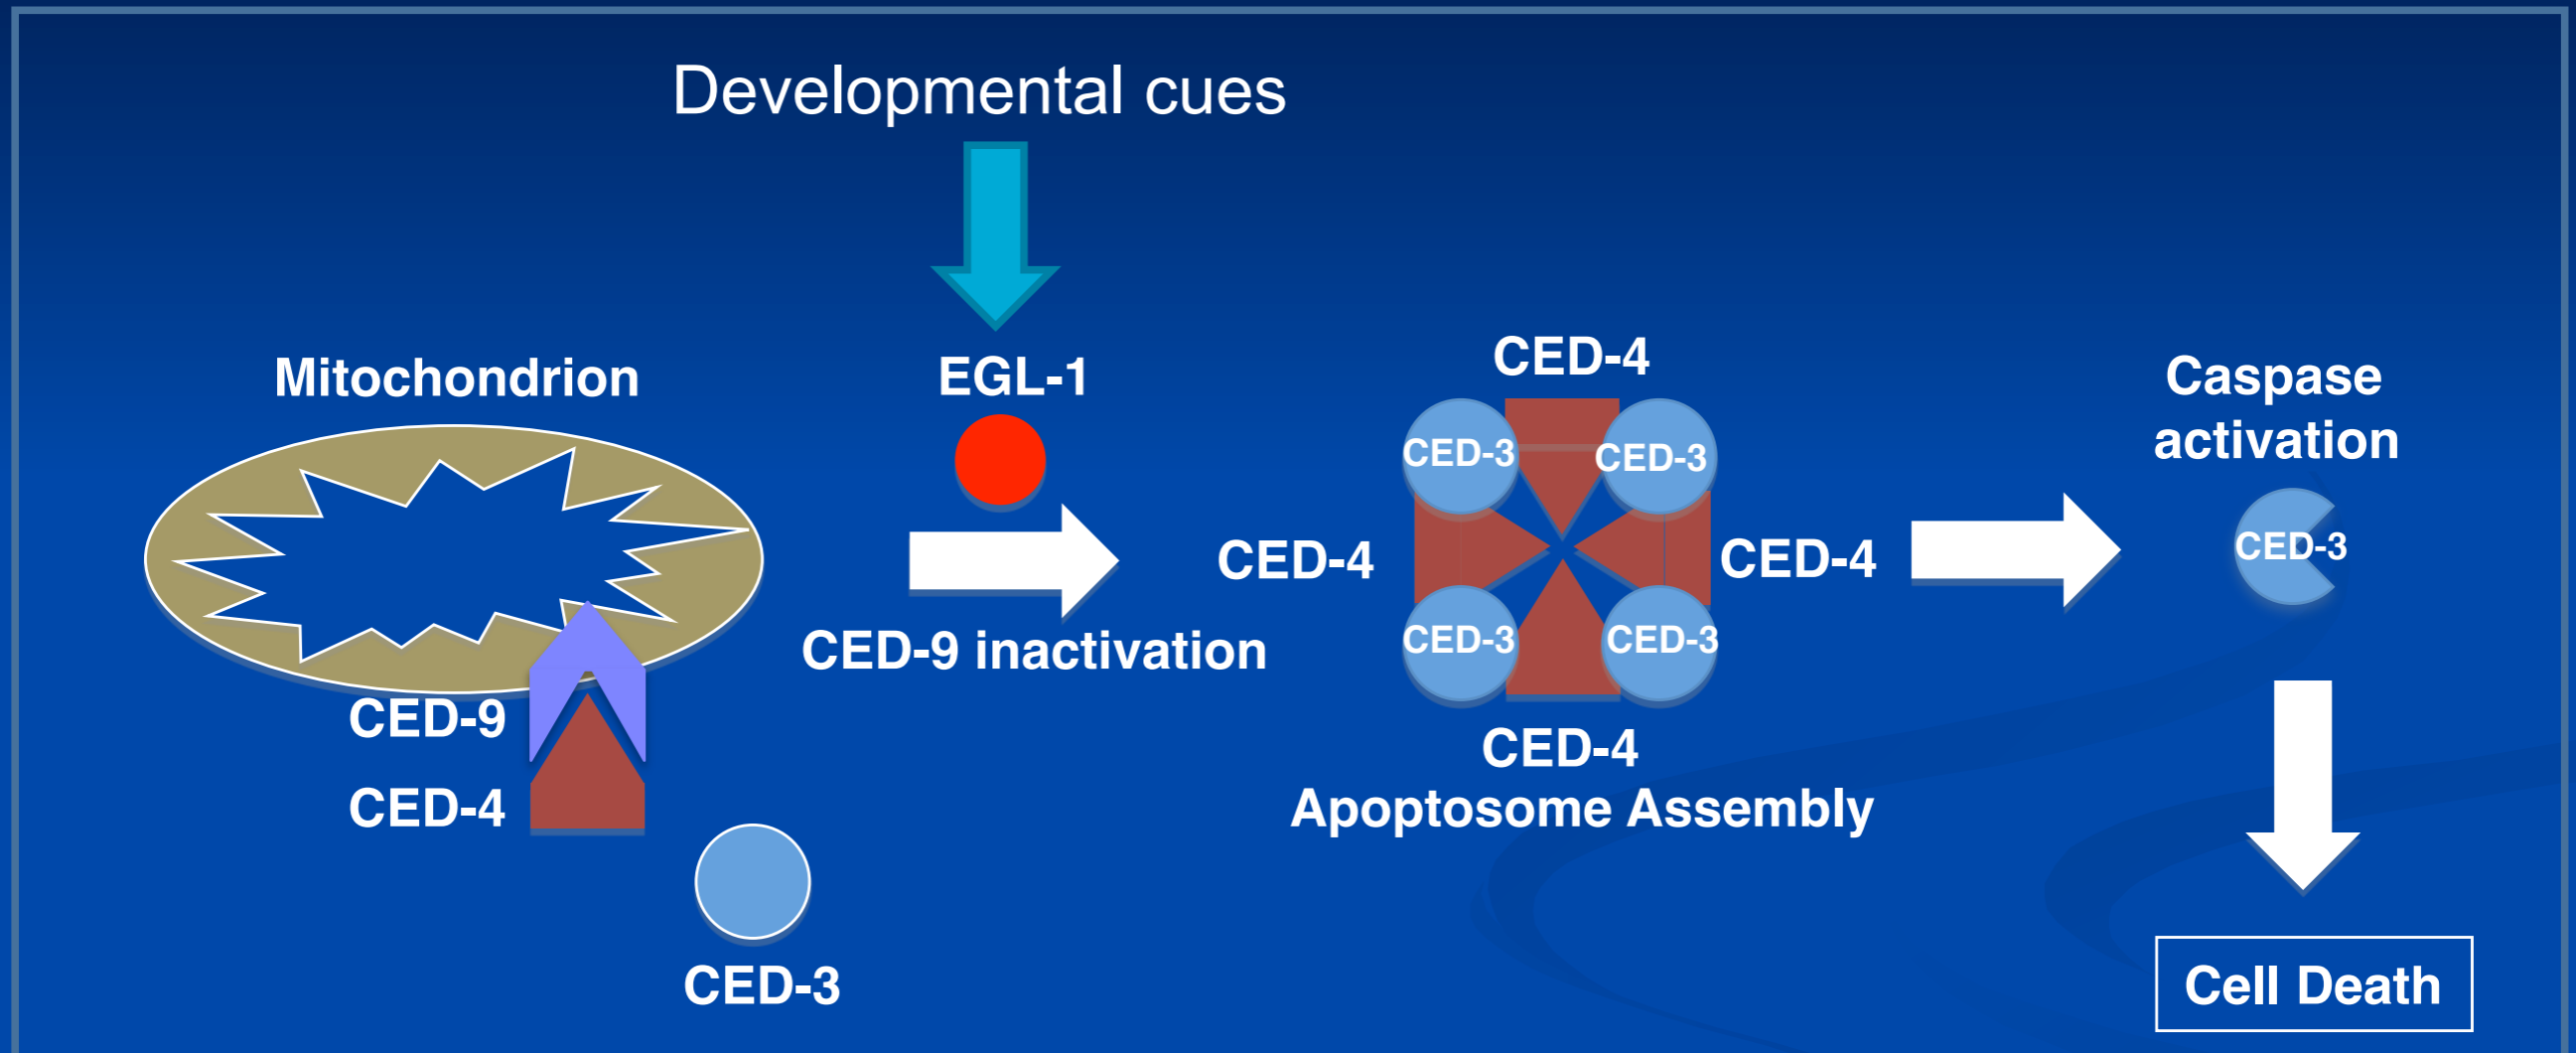 Developmental cues
Mitochondrion
EGL-1
CED-9 inactivation
CED-9
CED-4
CED-3
CED-4
CED-3
CED-3
CED-4
CED-4
CED-3
CED-3
CED-4
Apoptosome Assembly
Caspase
activation
CED-3
Cell Death